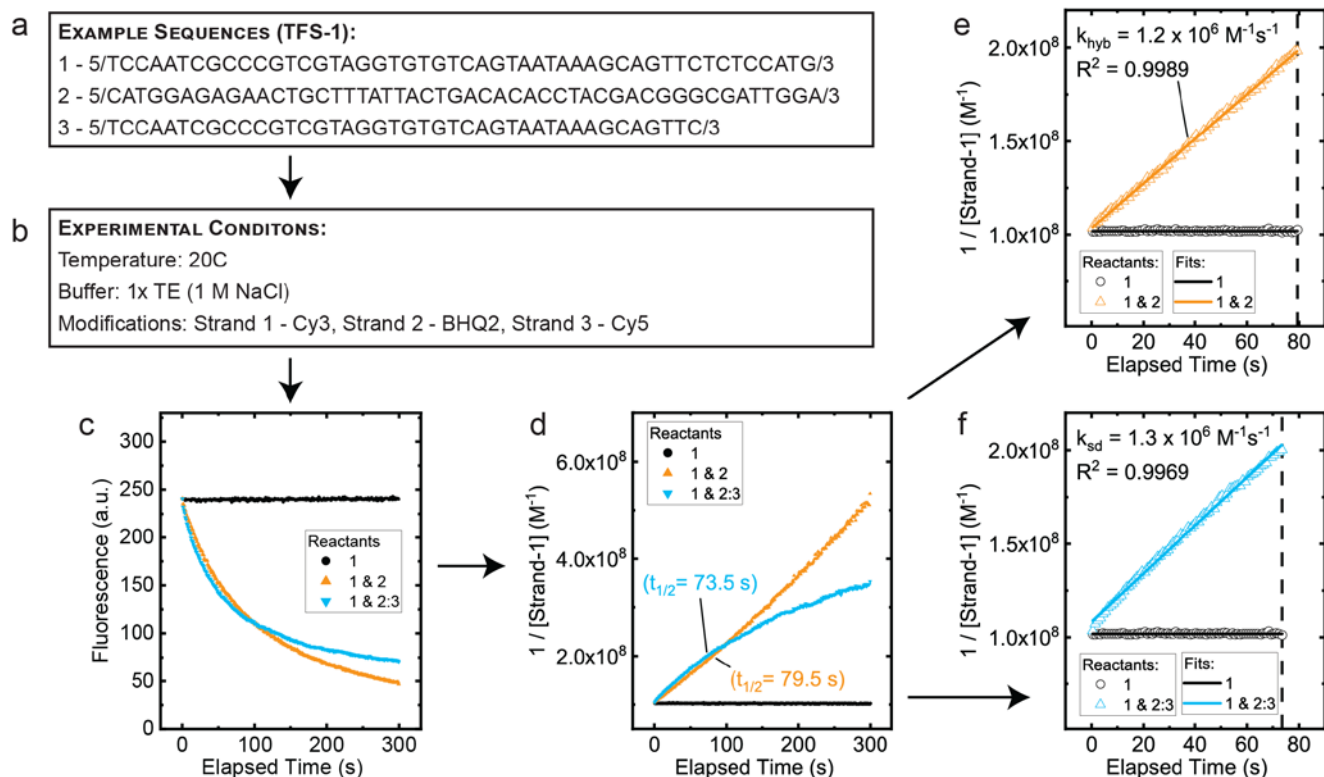 a
EXAMPLE SEQUENCES (TFS-1):
1 - 5/TCCAATCGCCCGTCGTAGGTGTGTCAGTAATAAAGCAGTTCTCTCCATG/3
2 - 5/CATGGAGAGAACTGCTTTATTACTGACACACCTACGACGGGCGATTGGA/3
3 - 5/TCCAATCGCCCGTCGTAGGTGTGTCAGTAATAAAGCAGTTC/3
b
EXPERIMENTAL CONDITONS:
Temperature: 20C
Buffer: 1x TE (1 M NaCl)
Modifications: Strand 1 - Cy3, Strand 2 - BHQ2, Strand 3 - Cy5
c
Fluorescence (a.u.)
300
250
200
150
100
50
0
Reactants
1
1 & 2
1 & 2:3
0 100 200 300
Elapsed Time (s)
d
1 / [Strand-1] (M⁻¹)
6.0x10⁸
4.0x10⁸
2.0x10⁸
Reactants
1
1 & 2
1 & 2:3
(t1/2= 73.5 s)
(t1/2= 79.5 s)
0 100 200 300
Elapsed Time (s)
e
1 / [Strand-1] (M⁻¹)
2.0x10⁸
1.5x10⁸
1.0x10⁸
khyb = 1.2 x 10⁶ M⁻¹s⁻¹
R² = 0.9989
Reactants: Fits:
1 1
1 & 2 1 & 2
0 20 40 60 80
Elapsed Time (s)
f
1 / [Strand-1] (M⁻¹)
2.0x10⁸
1.5x10⁸
1.0x10⁸
ksd = 1.3 x 10⁶ M⁻¹s⁻¹
R² = 0.9969
Reactants: Fits:
1 1
1 & 2:3 1 & 2:3
0 20 40 60 80
Elapsed Time (s)